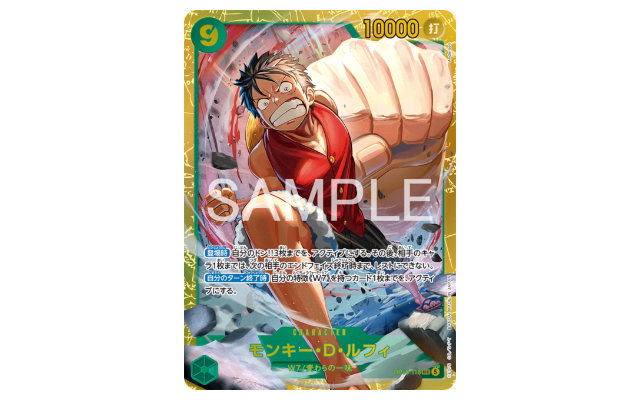 9
10000 打
SAMPLE
登場時 自分のドン!!3枚までを、アクティブにする。その後、相手のキャ
ラ1枚までは、次の相手のエンドフェイズ終了時まで、レストにできない。
自分のターン終了時 自分の特徴《W7》を持つカード1枚までを、アクティ
ブにする。
CHARACTER
モンキー・D・ルフィ
W7/麦わらの一味